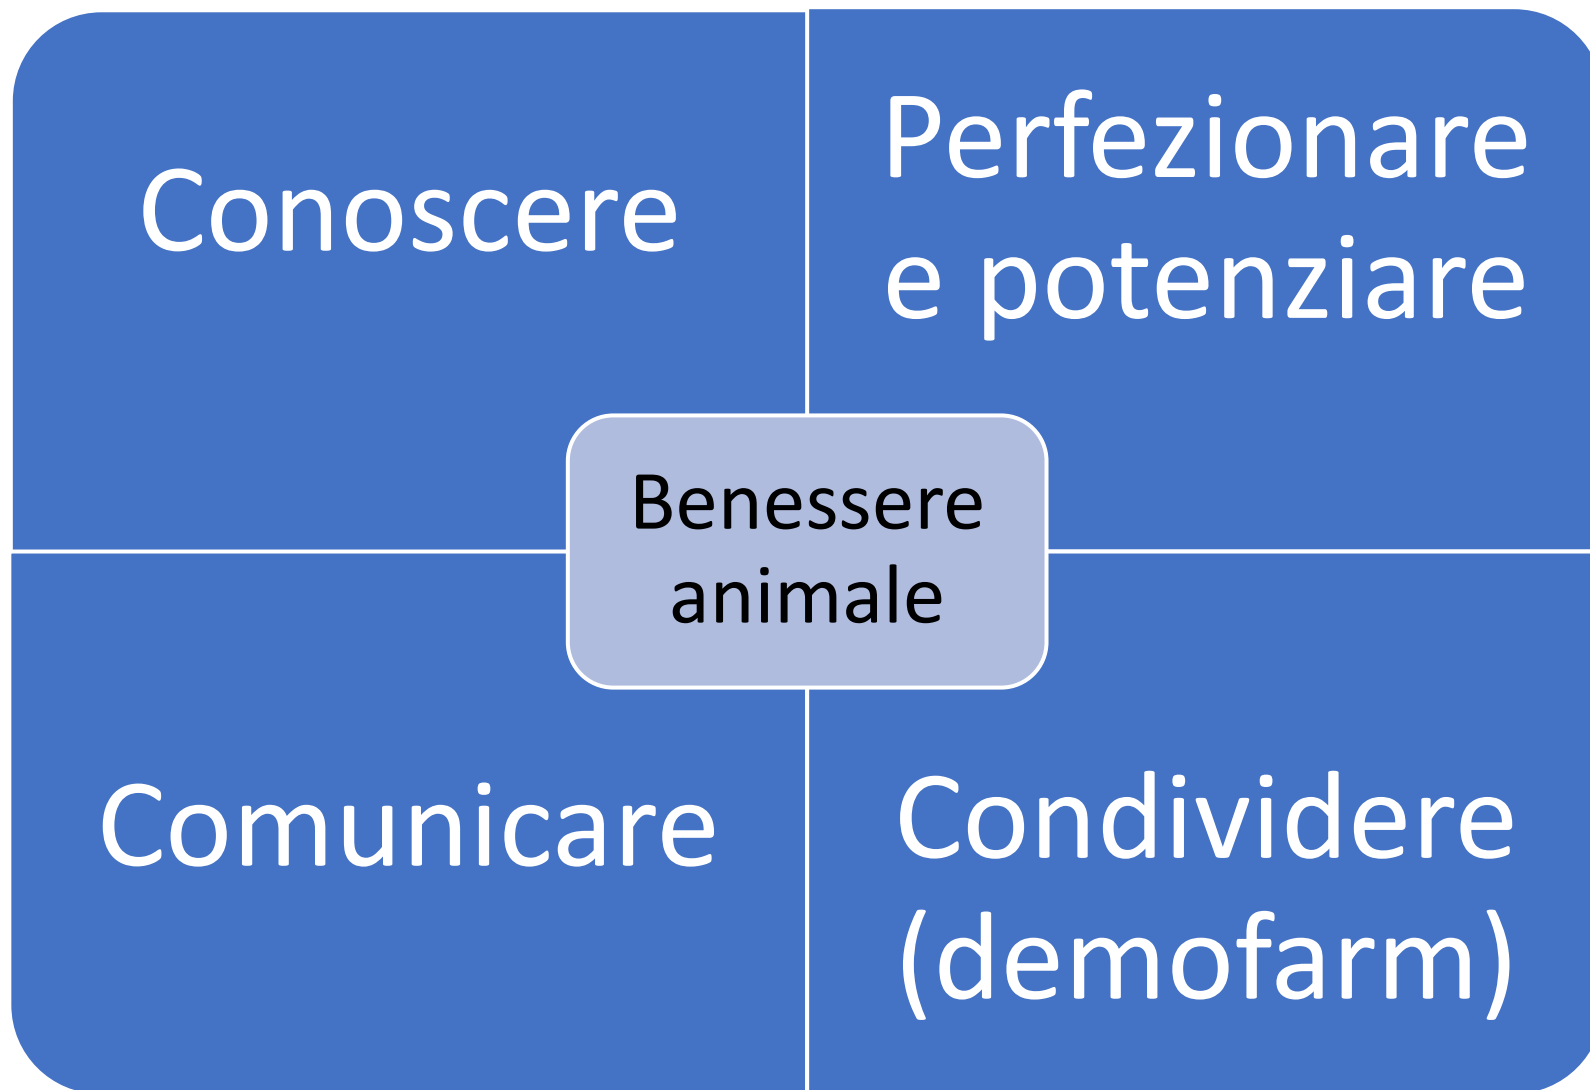 Conoscere
Perfezionare
e potenziare
Benessere
animale
Comunicare
Condividere
(demofarm)